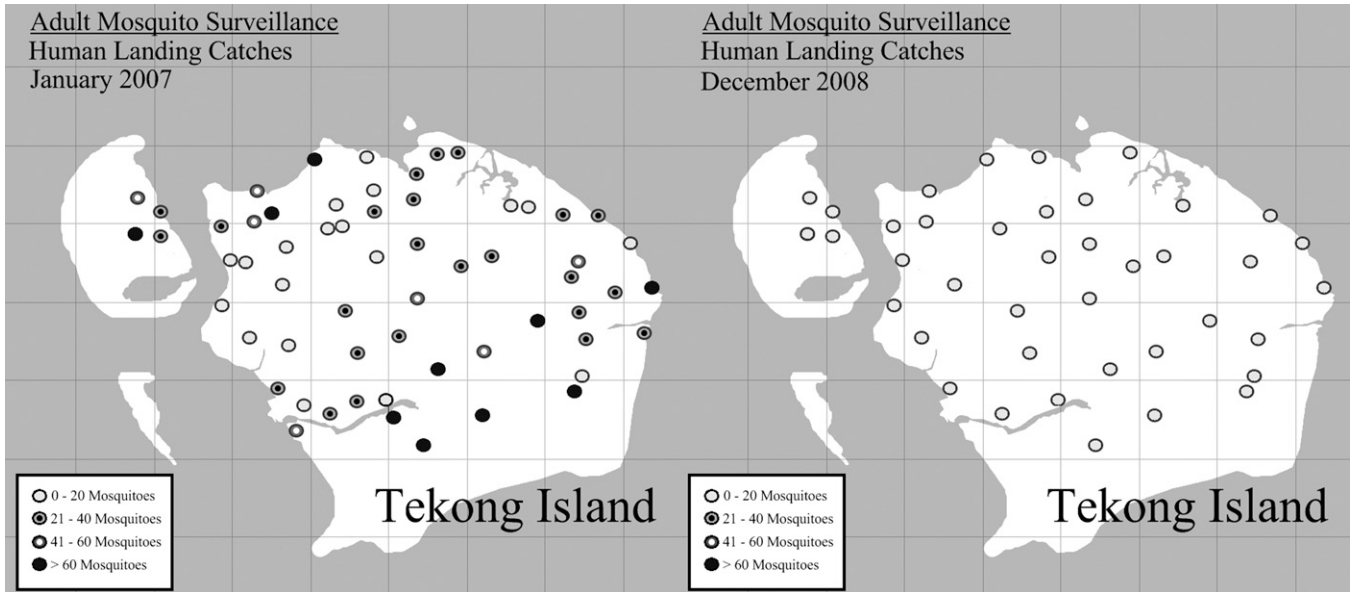 Adult Mosquito Surveillance
Human Landing Catches
January 2007
Tekong Island
0 - 20 Mosquitoes
21 - 40 Mosquitoes
41 - 60 Mosquitoes
> 60 Mosquitoes
Adult Mosquito Surveillance
Human Landing Catches
December 2008
Tekong Island
0 - 20 Mosquitoes
21 - 40 Mosquitoes
41 - 60 Mosquitoes
> 60 Mosquitoes